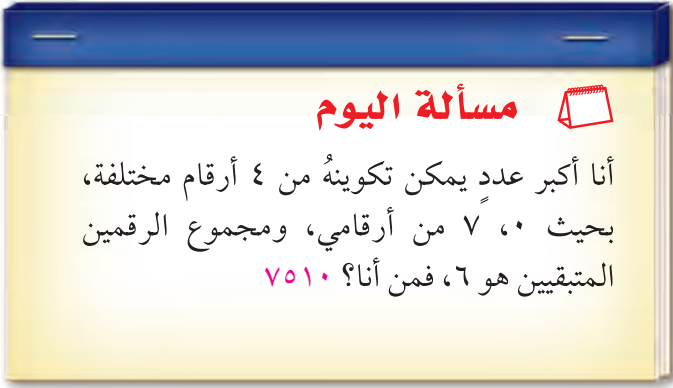 مسألة اليوم
أنا أكبر عددٍ يمكن تكوينهُ من ٤ أرقام مختلفة،
بحيث ٠، ٧ من أرقامي، ومجموع الرقمين
المتبقيين هو ٦، فمن أنا؟ ٧٥١٠